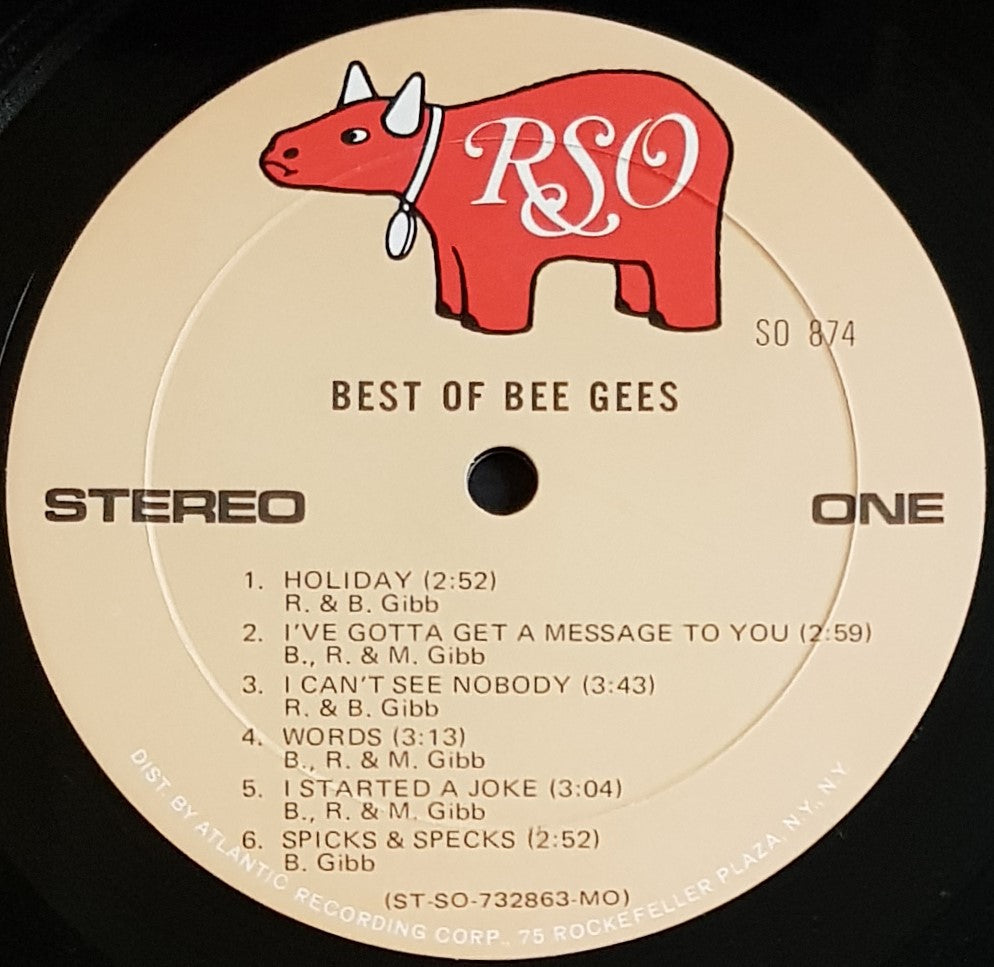 RSO
SO 874
BEST OF BEE GEES
STEREO
ONE
1. HOLIDAY (2:52)
R. & B. Gibb
2. I'VE GOTTA GET A MESSAGE TO YOU (2:59)
B., R. & M. Gibb
3. I CAN'T SEE NOBODY (3:43)
R. & B. Gibb
4. WORDS (3:13)
B., R. & M. Gibb
5. I STARTED A JOKE (3:04)
B., R. & M. Gibb
6. SPICKS & SPECKS (2:52)
B. Gibb
(ST-SO-732863-MO)
DIST. BY ATLANTIC RECORDING CORP., 75 ROCKEFELLER PLAZA, N.Y., N.Y.